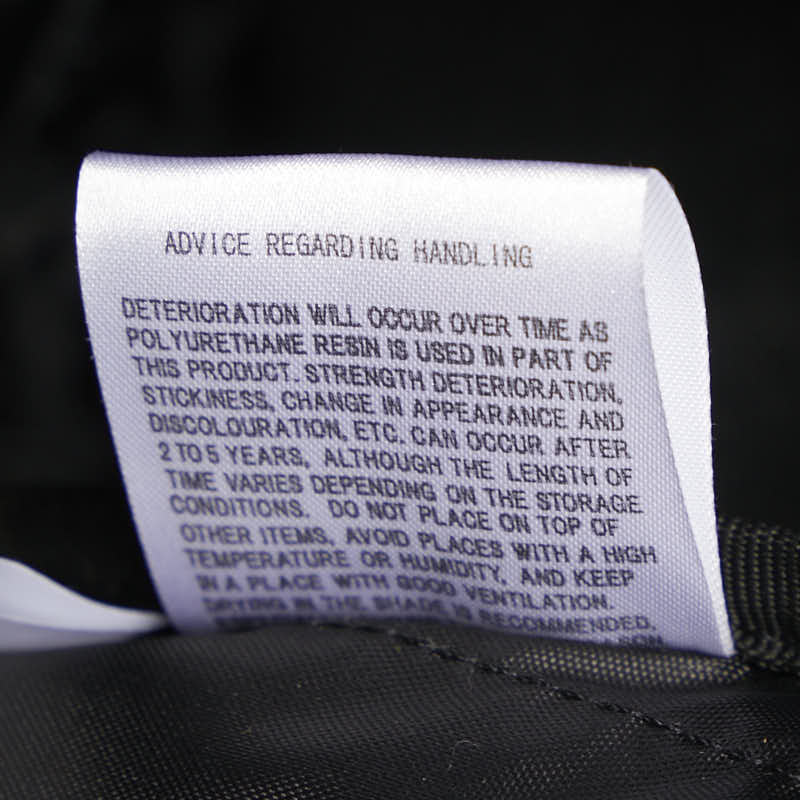 ADVICE REGARDING HANDLING
DETERIORATION WILL OCCUR OVER TIME AS
POLYURETHANE RESIN IS USED IN PART OF
THIS PRODUCT. STRENGTH DETERIORATION,
STICKINESS, CHANGE IN APPEARANCE AND
DISCOLOURATION, ETC. CAN OCCUR AFTER
2 TO 5 YEARS, ALTHOUGH THE LENGTH OF
TIME VARIES DEPENDING ON THE STORAGE
CONDITIONS. DO NOT PLACE ON TOP OF
OTHER ITEMS, AVOID PLACES WITH A HIGH
TEMPERATURE OR HUMIDITY, AND KEEP
IN A PLACE WITH GOOD VENTILATION.
DRYING IN THE SHADE IS RECOMMENDED.